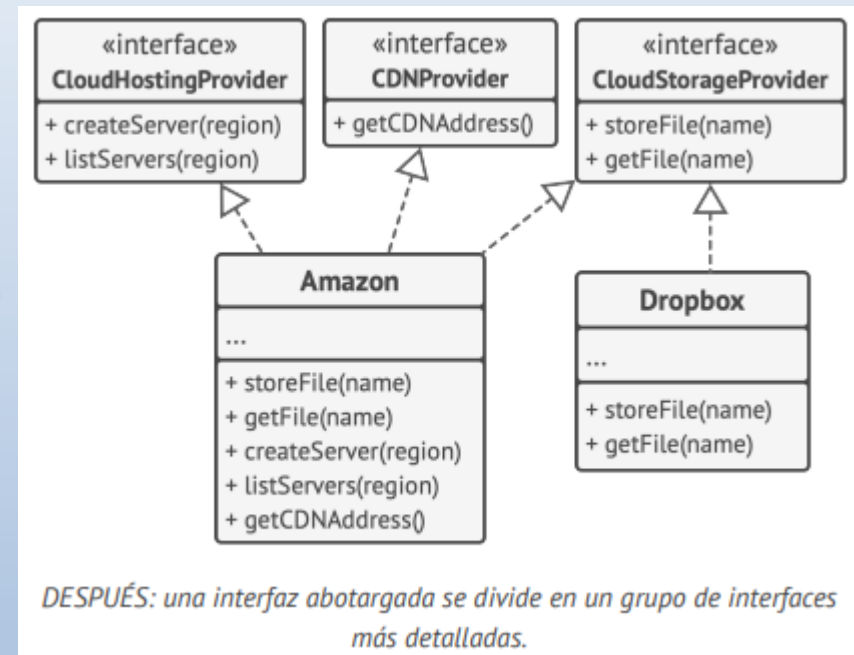 «interface»
CloudHostingProvider
+ createServer(region)
+ listServers(region)
«interface»
CDNProvider
+ getCDNAddress()
«interface»
CloudStorageProvider
+ storeFile(name)
+ getFile(name)
Amazon
...
+ storeFile(name)
+ getFile(name)
+ createServer(region)
+ listServers(region)
+ getCDNAddress()
Dropbox
...
+ storeFile(name)
+ getFile(name)
DESPUÉS: una interfaz abotargada se divide en un grupo de interfaces
más detalladas.